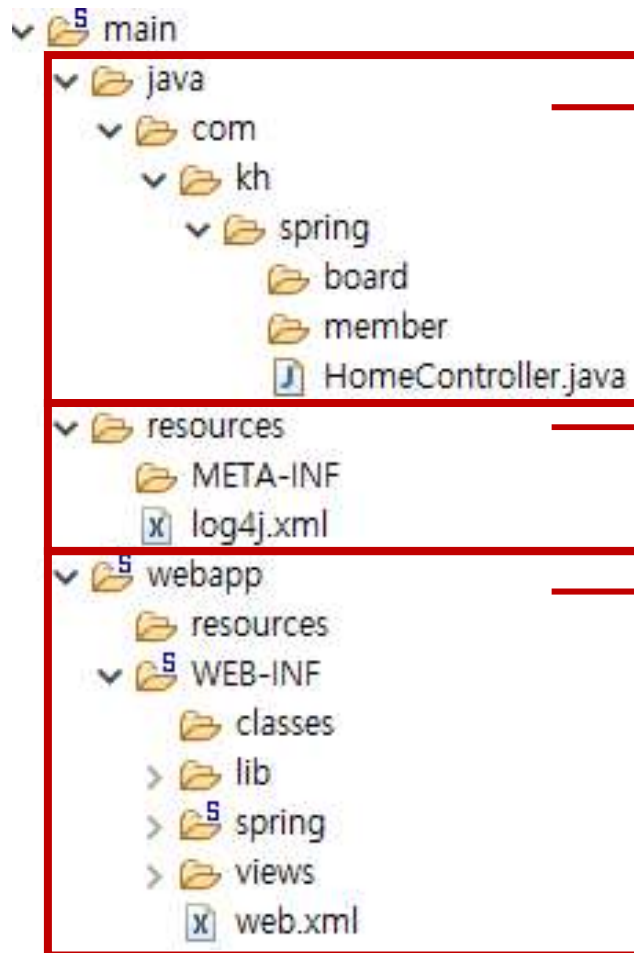 main
java
com
kh
spring
board
member
HomeController.java
resources
META-INF
log4j.xml
webapp
resources
WEB-INF
classes
lib
spring
views
web.xml